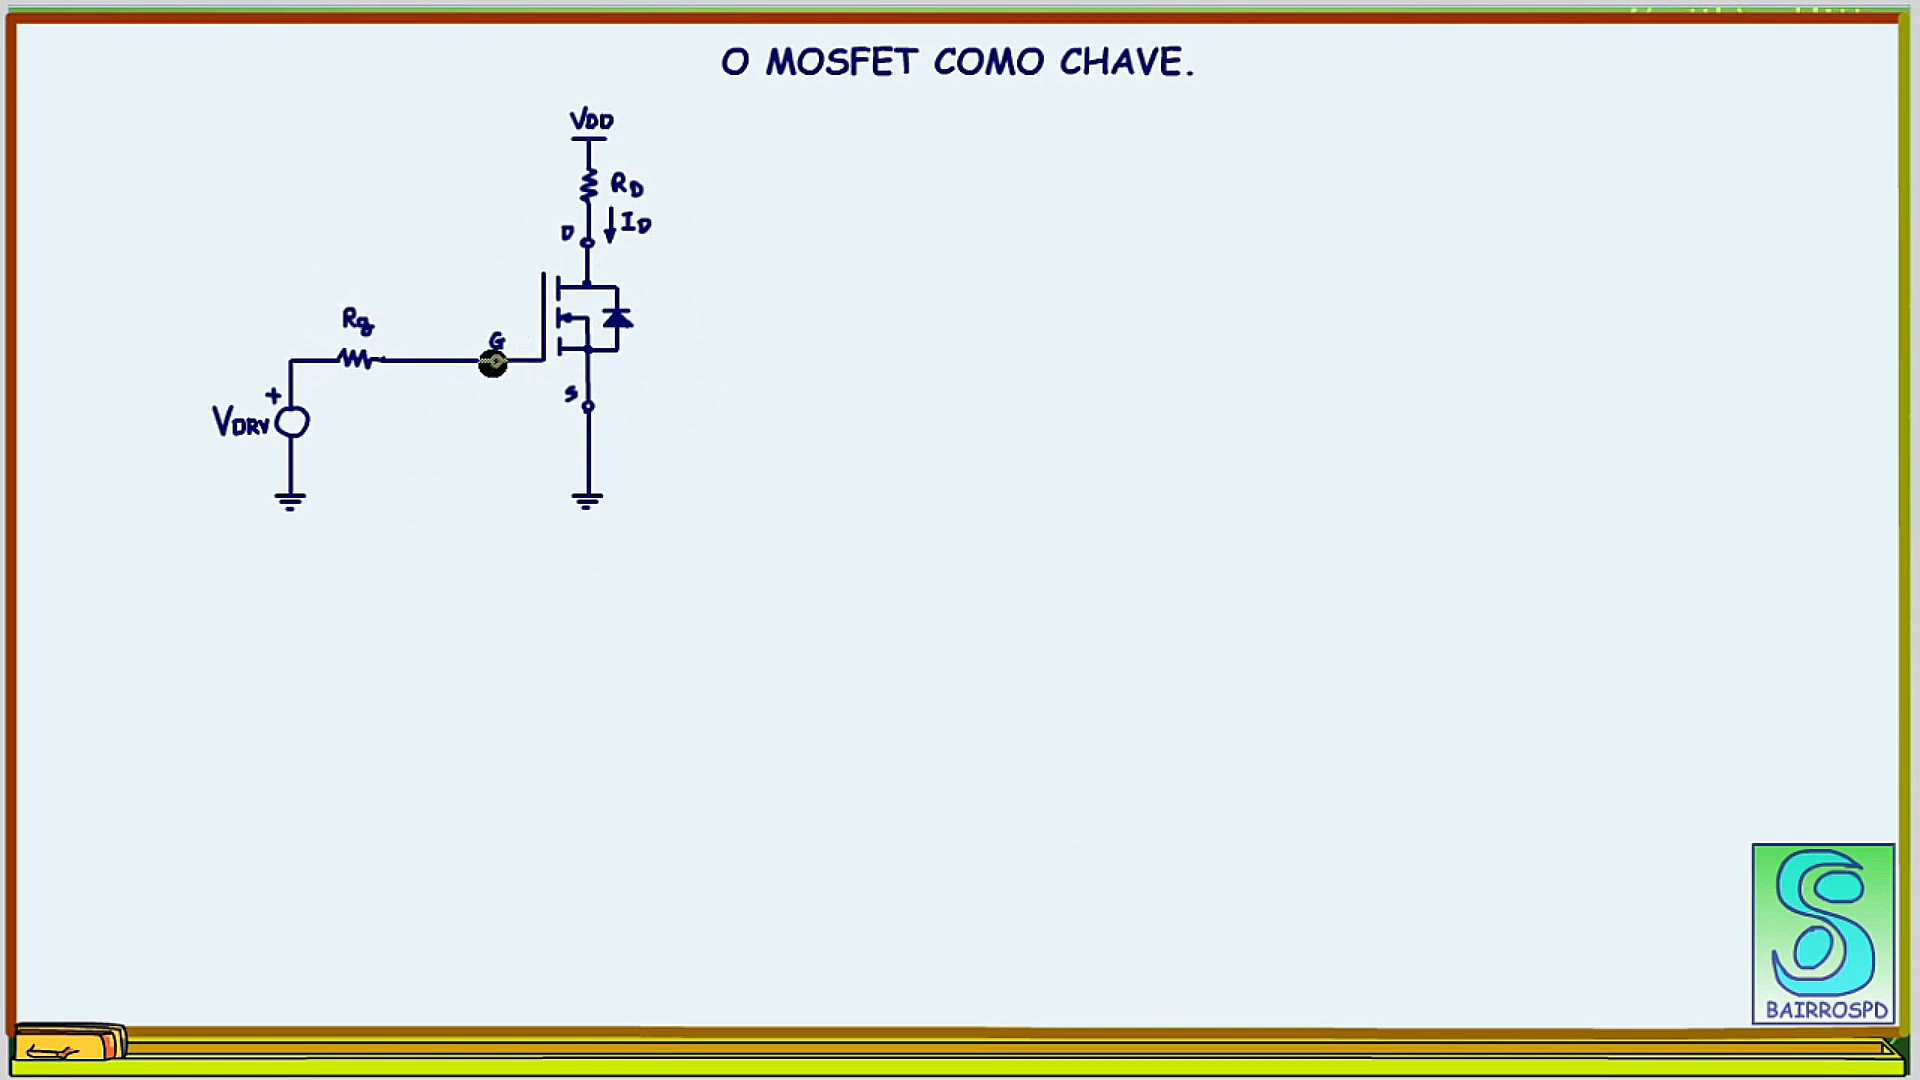 O MOSFET COMO CHAVE.
VDD
RD
ID
D
Rg
G
S
+
VDRV
BAIRROSPD